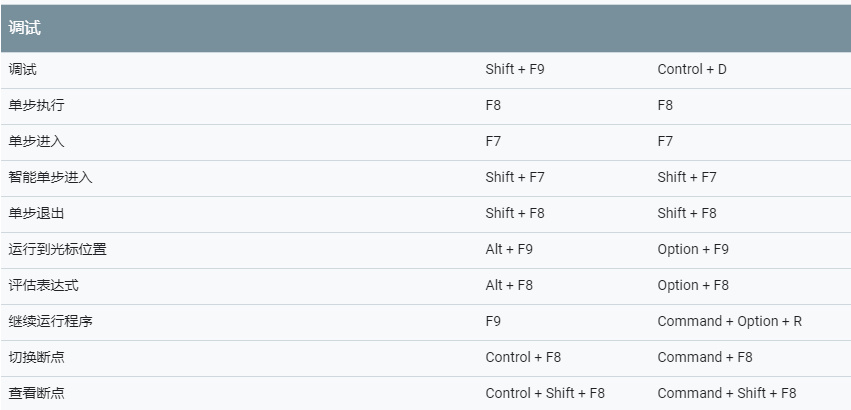 调试
调试 Shift + F9 Control + D
单步执行 F8 F8
单步进入 F7 F7
智能单步进入 Shift + F7 Shift + F7
单步退出 Shift + F8 Shift + F8
运行到光标位置 Alt + F9 Option + F9
评估表达式 Alt + F8 Option + F8
继续运行程序 F9 Command + Option + R
切换断点 Control + F8 Command + F8
查看断点 Control + Shift + F8 Command + Shift + F8